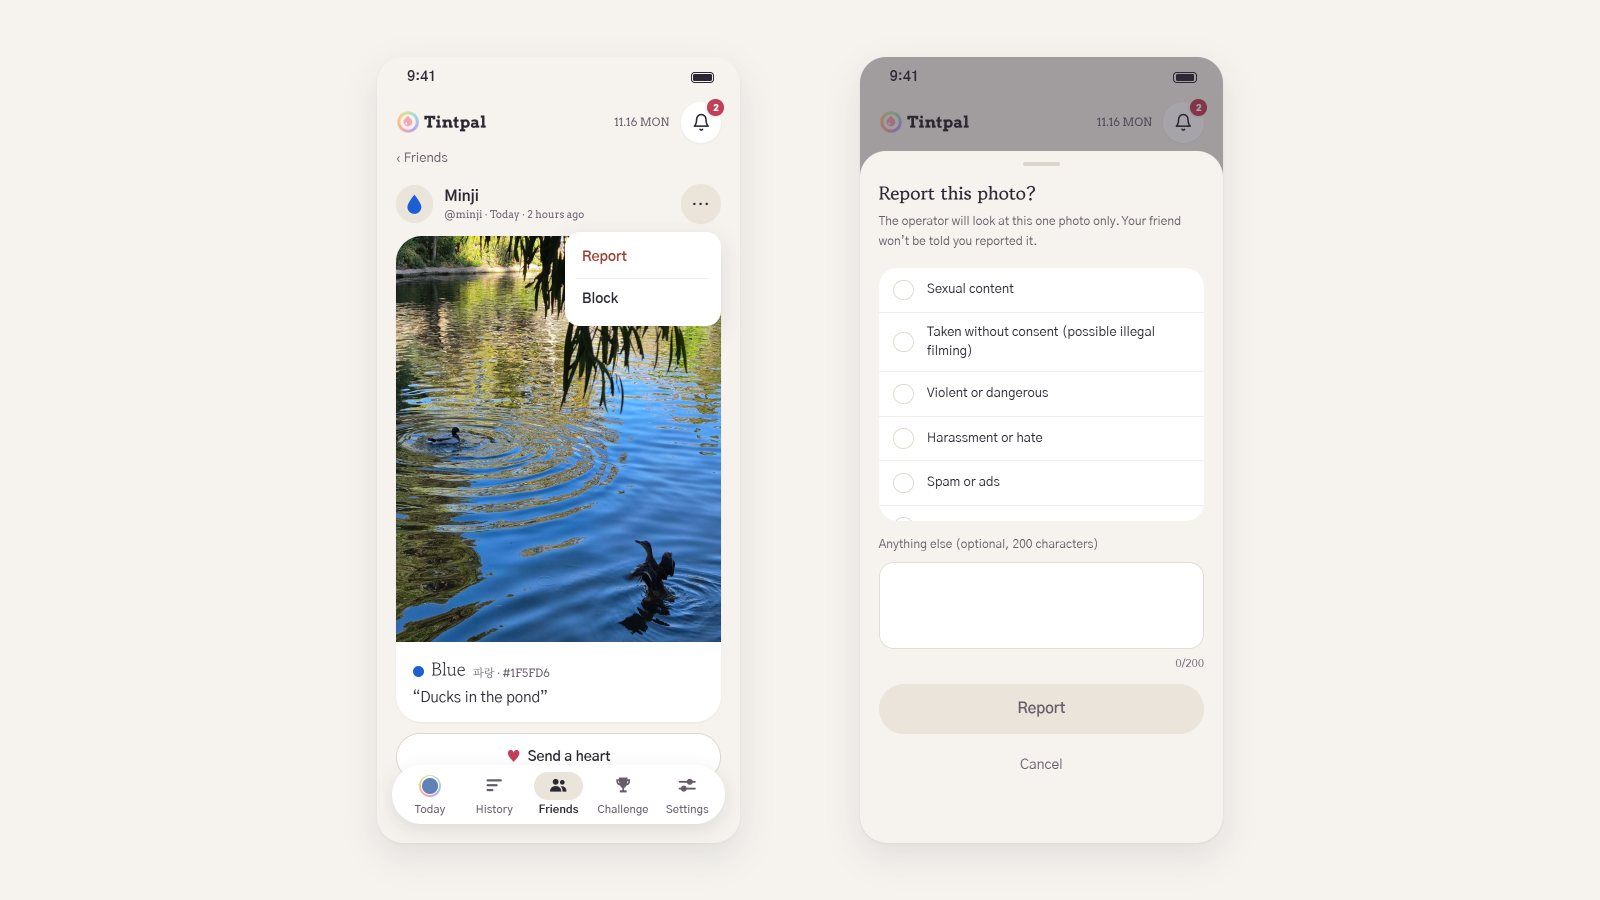 9:41
Tintpal
11.16 MON
2
‹ Friends
Minji
@minji · Today · 2 hours ago
···
Report
Block
Blue 파랑 · #1F5FD6
“Ducks in the pond”
Send a heart
Today
History
Friends
Challenge
Settings
9:41
Tintpal
11.16 MON
2
Report this photo?
The operator will look at this one photo only. Your friend
won’t be told you reported it.
Sexual content
Taken without consent (possible illegal
filming)
Violent or dangerous
Harassment or hate
Spam or ads
Anything else (optional, 200 characters)
0/200
Report
Cancel